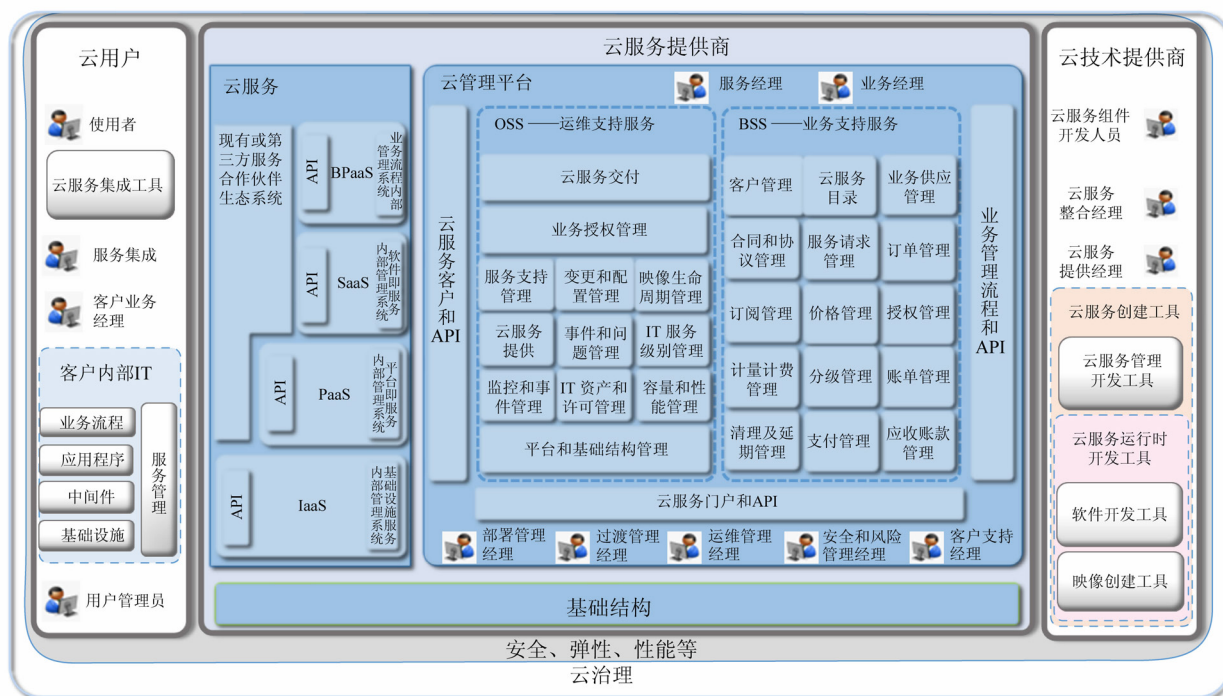 云用户
使用者
云服务集成工具
服务集成
客户业务
经理
客户内部IT
业务流程
应用程序
中间件
基础设施
服务管理
用户管理员
云服务提供商
云服务
现有或第
三方服务
合作伙伴
生态系统
API
BPaaS
业务流程内部
管理系统
API
SaaS
软件即服务
内部管理系统
API
PaaS
平台即服务
内部管理系统
API
IaaS
基础设施服务
内部管理系统
云管理平台
服务经理
业务经理
云服务客户和
API
OSS ——运维支持服务
云服务交付
业务授权管理
服务支持
管理
变更和配
置管理
映像生命
周期管理
云服务
提供
事件和问
题管理
IT 服务
级别管理
监控和事
件管理
IT 资产和
许可管理
容量和性
能管理
平台和基础结构管理
BSS ——业务支持服务
客户管理
云服务
目录
业务供应
管理
合同和协
议管理
服务请求
管理
订单管理
订阅管理
价格管理
授权管理
计量计费
管理
分级管理
账单管理
清理及延
期管理
支付管理
应收账款
管理
业务管理流程和
API
云服务门户和API
部署管理
经理
过渡管理
经理
运维管理
经理
安全和风险
管理经理
客户支持
经理
基础结构
云技术提供商
云服务组件
开发人员
云服务
整合经理
云服务
提供经理
云服务创建工具
云服务管理
开发工具
云服务运行时
开发工具
软件开发工具
映像创建工具
安全、弹性、性能等
云治理